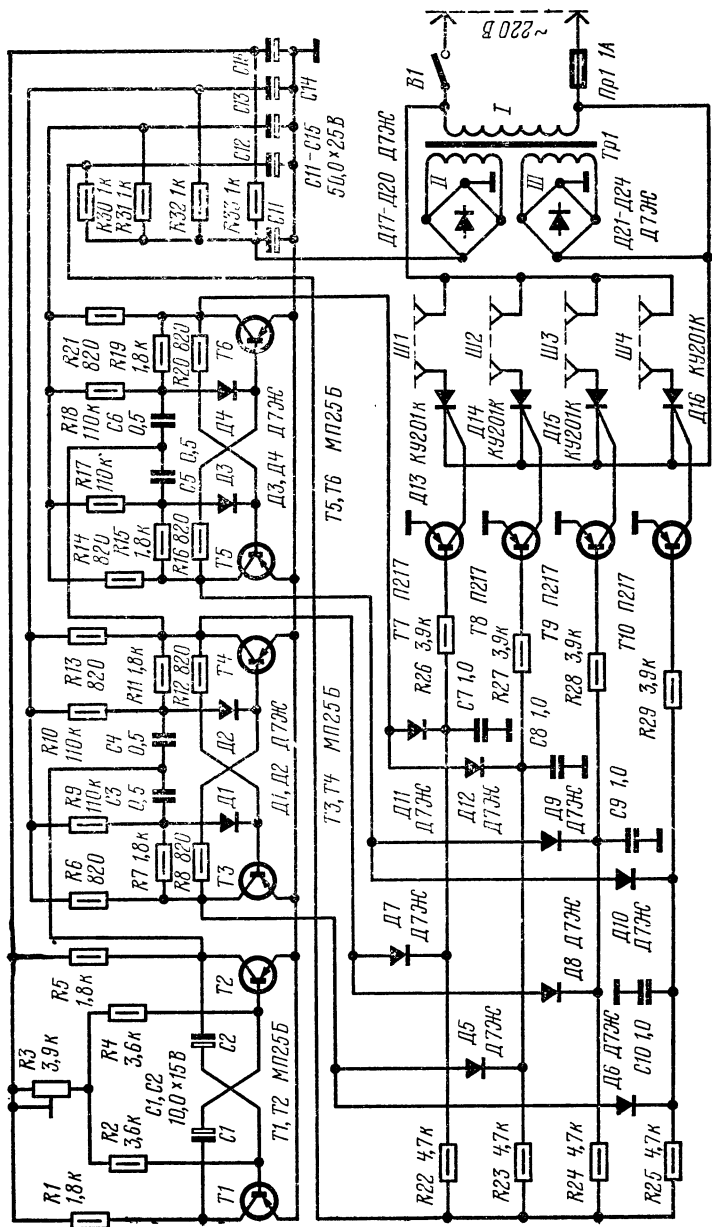 R1
1,8к
R2
3,6к
R3
3,9к
R4
3,6к
R5
1,8к
C1, C2
10,0×15В
C1
C2
T1
T2
T1, T2 МП25Б
R6
820
R7 1,8к
R8 820
R9
110к
C3
0,5
R10
110к
C4
0,5
R13
820
R11 1,8к
R12 820
Д1
Д2
T3
T4
Д1, Д2 Д7Ж
T3, T4 МП25Б
R14
820
R15
1,8к
R16 820
R17
110к
C5 0,5
R18
110к
C6
0,5
R21
820
R19
1,8к
R20 820
Д3
Д4
T5
T6
Д3, Д4 Д7Ж
T5, T6 МП25Б
R30 1к
R31 1к
R32 1к
R33 1к
C11
C12
C13
C14
C15
C11-C15
50,0×25В
R22 4,7к
R23 4,7к
R24 4,7к
R25 4,7к
Д5
Д7Ж
Д6 Д7Ж
C10 1,0
Д7
Д7Ж
Д8 Д7Ж
Д10
Д7Ж
Д11
Д7Ж
Д12
Д7Ж
Д9
Д7Ж
C7 1,0
C8 1,0
C9 1,0
R26 3,9к
R27 3,9к
R28 3,9к
R29 3,9к
T7 П217
T8 П217
T9 П217
T10 П217
Д13 КУ201К
Д14
КУ201К
Д15
КУ201К
Д16
КУ201К
Ш1
Ш2
Ш3
Ш4
Д17-Д20 Д7Ж
Д21-Д24
Д7Ж
I
II
III
Тр1
В1
Пр1 1А
~220 В